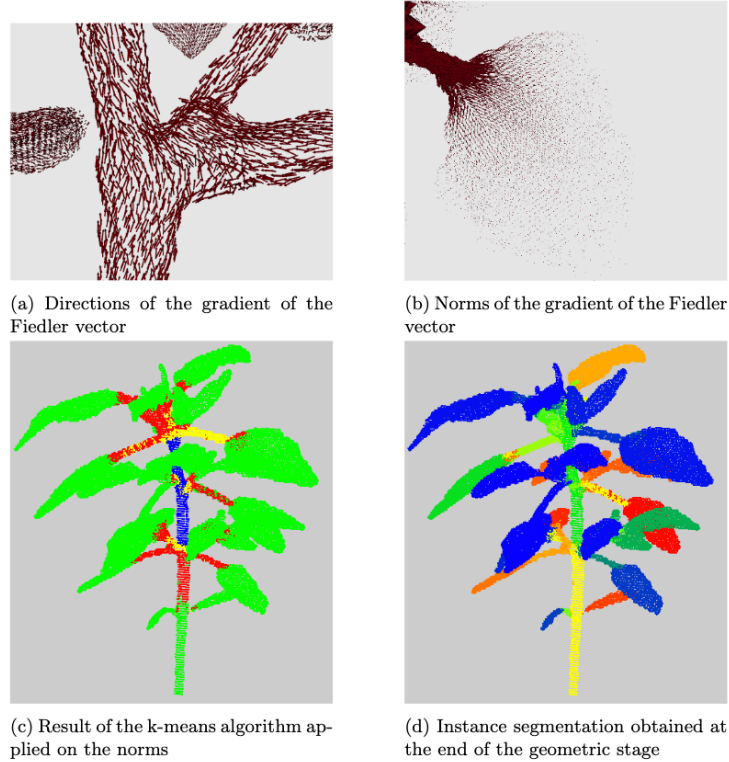 (a) Directions of the gradient of the
Fiedler vector
(b) Norms of the gradient of the Fiedler
vector
(c) Result of the k-means algorithm ap-
plied on the norms
(d) Instance segmentation obtained at
the end of the geometric stage